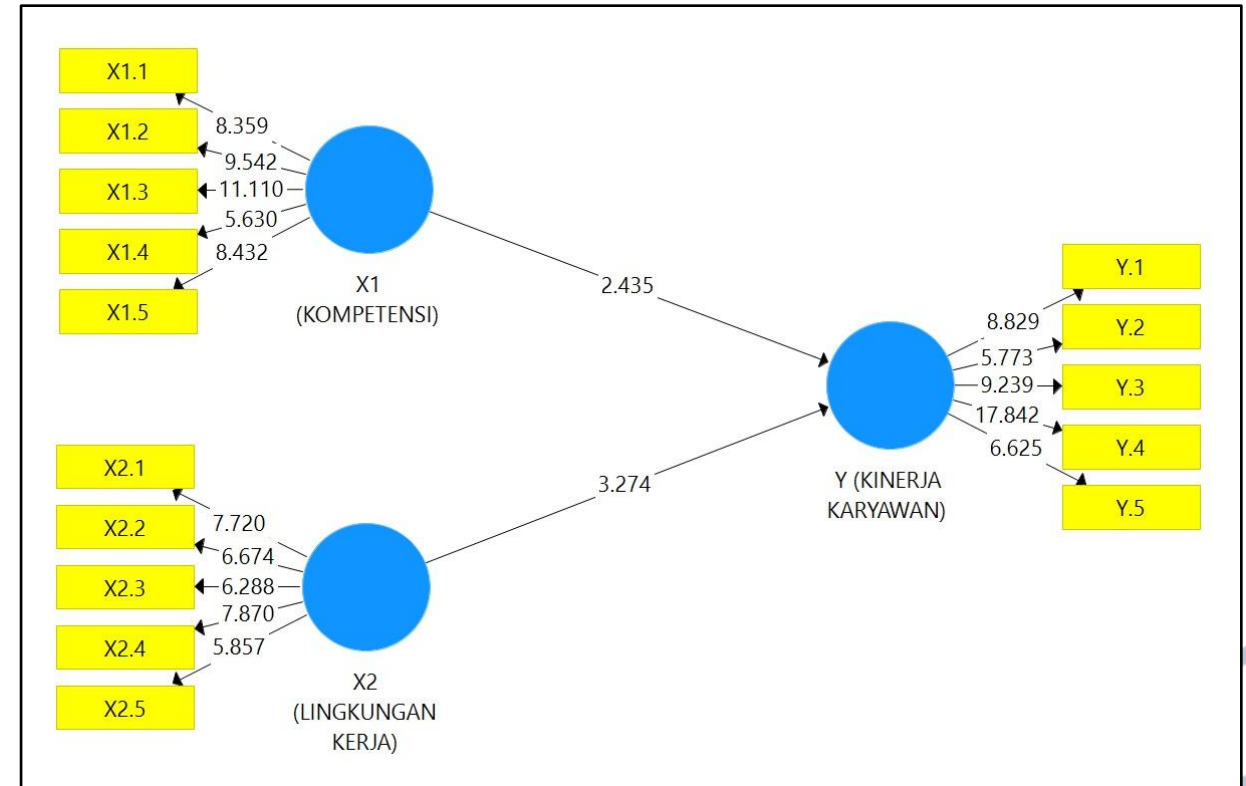 X1.1
X1.2
X1.3
X1.4
X1.5
8.359
9.542
11.110
5.630
8.432
X1
(KOMPETENSI)
2.435
X2.1
X2.2
X2.3
X2.4
X2.5
7.720
6.674
6.288
7.870
5.857
X2
(LINGKUNGAN
KERJA)
3.274
Y (KINERJA
KARYAWAN)
8.829
5.773
9.239
17.842
6.625
Y.1
Y.2
Y.3
Y.4
Y.5